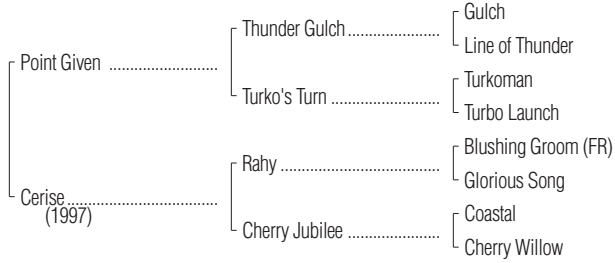 Gulch
Thunder Gulch ......................
Line of Thunder
Point Given ..........................
Turkoman
Turko's Turn ..........................
Turbo Launch
Blushing Groom (FR)
Rahy ......................................
Glorious Song
Cerise ....................................
(1997)
Coastal
Cherry Jubilee ......................
Cherry Willow